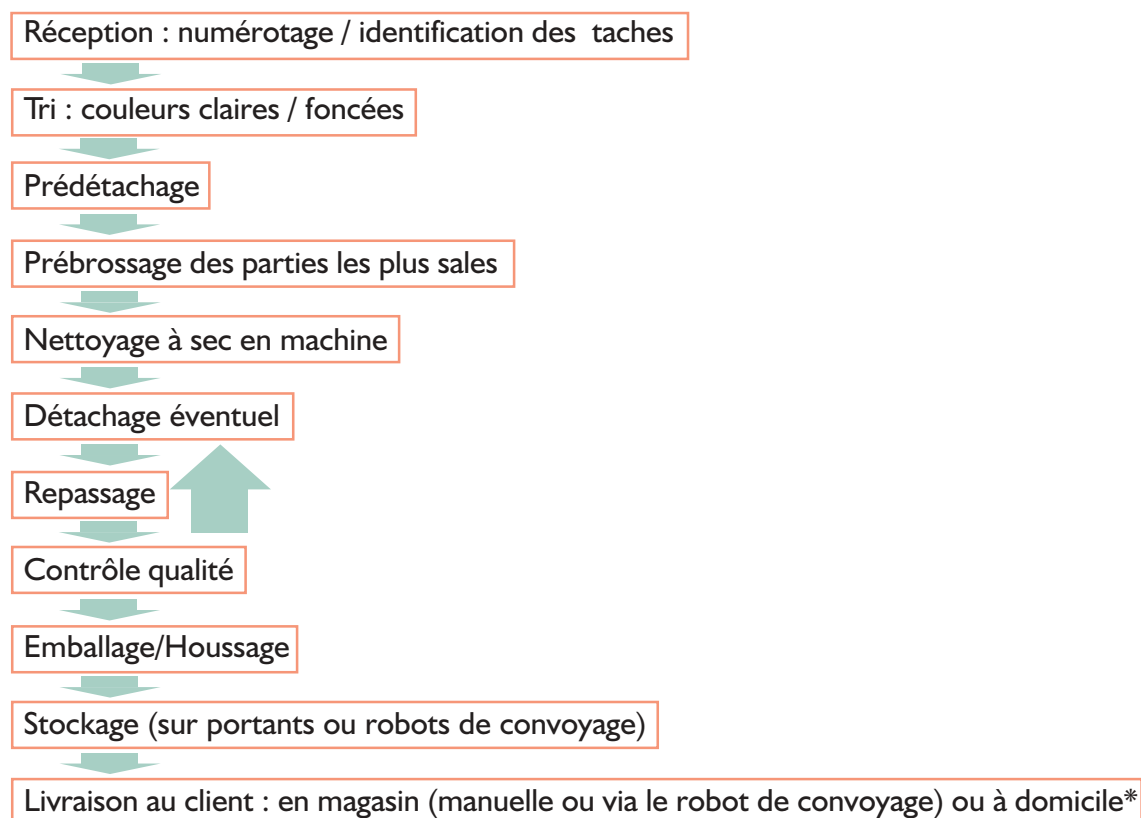 Réception : numérotage / identification des taches
Tri : couleurs claires / foncées
Prédétachage
Prébrossage des parties les plus sales
Nettoyage à sec en machine
Détachage éventuel
Repassage
Contrôle qualité
Emballage/Houssage
Stockage (sur portants ou robots de convoyage)
Livraison au client : en magasin (manuelle ou via le robot de convoyage) ou à domicile*